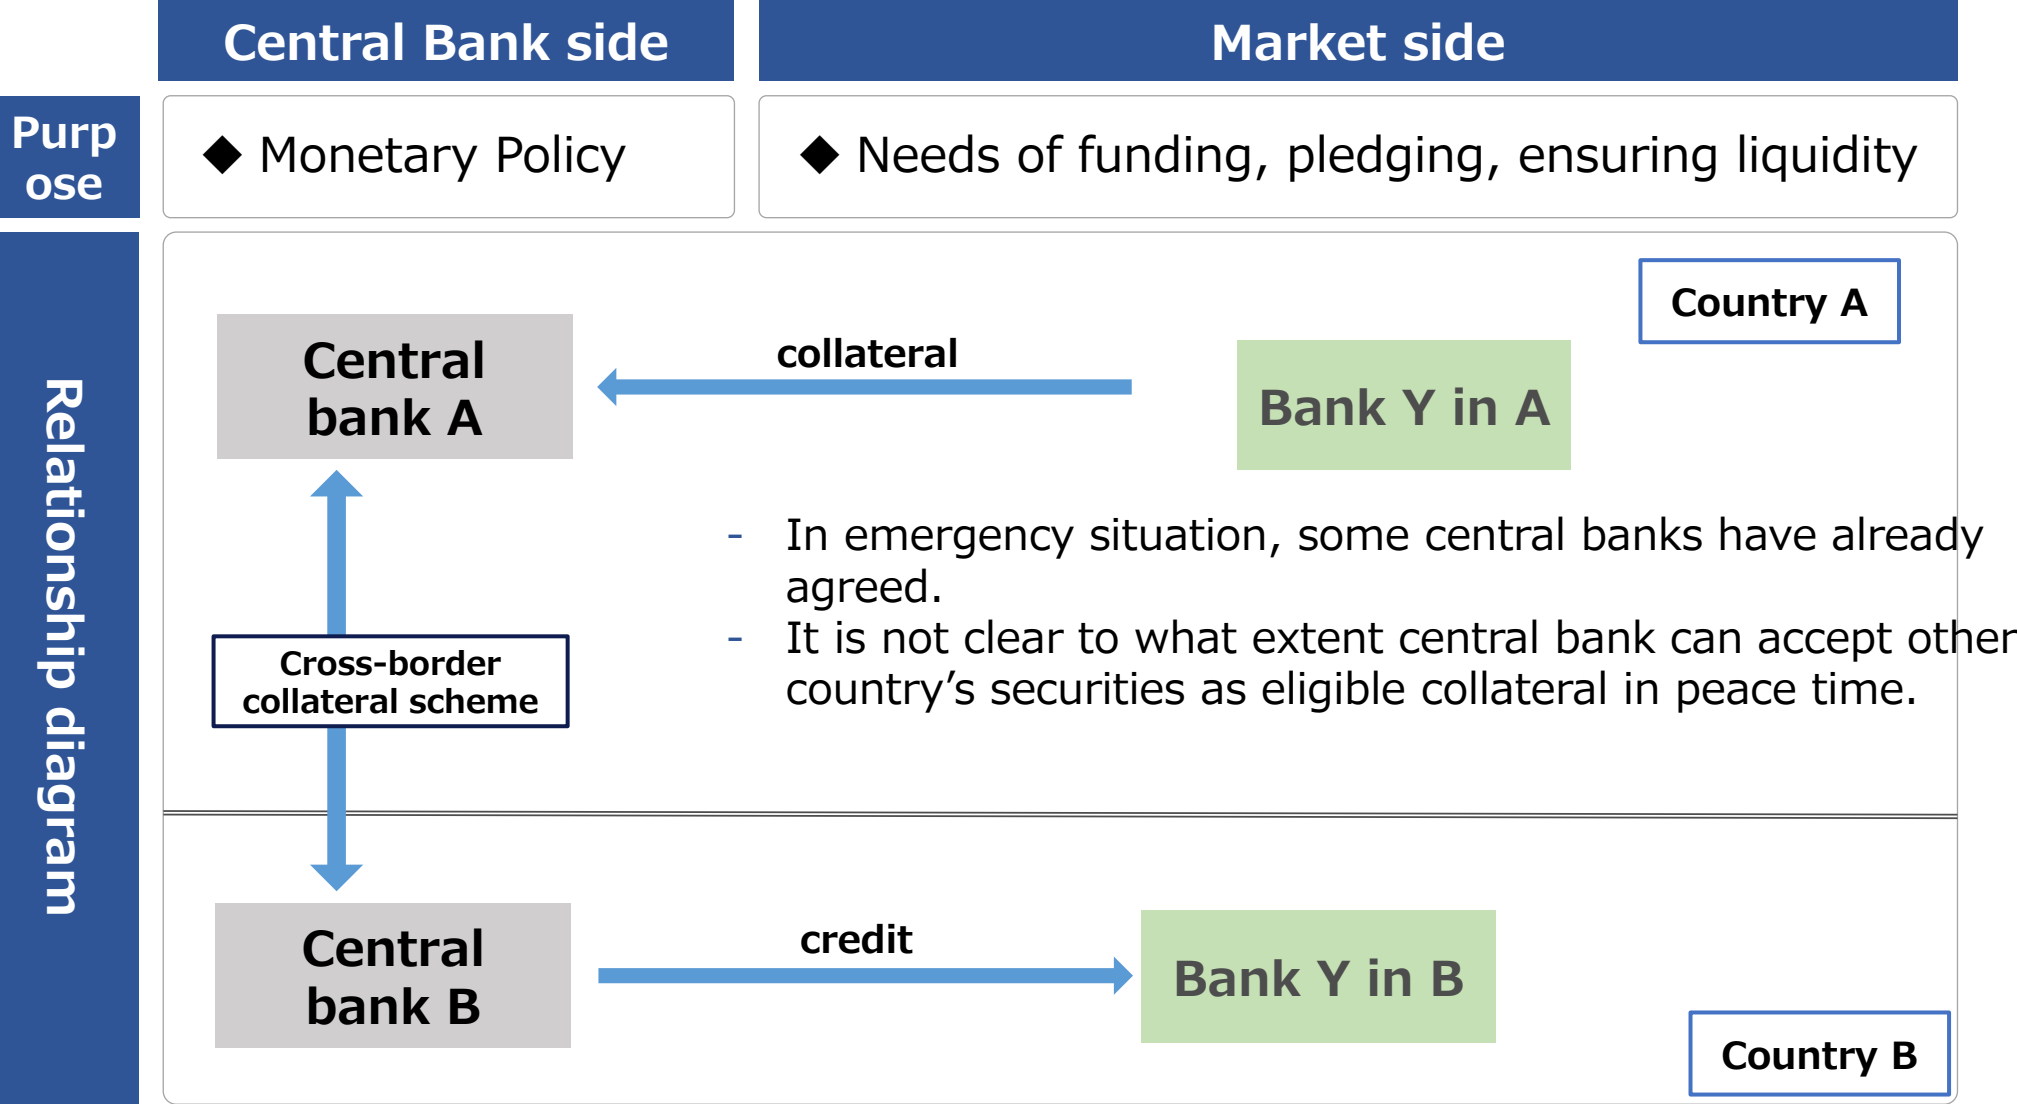 Central Bank side
Market side
Purp
ose
◆ Monetary Policy
◆ Needs of funding, pledging, ensuring liquidity
Relationship diagram
Country A
Central
bank A
collateral
Bank Y in A
- In emergency situation, some central banks have already
agreed.
- It is not clear to what extent central bank can accept other
country’s securities as eligible collateral in peace time.
Cross-border
collateral scheme
Central
bank B
credit
Bank Y in B
Country B